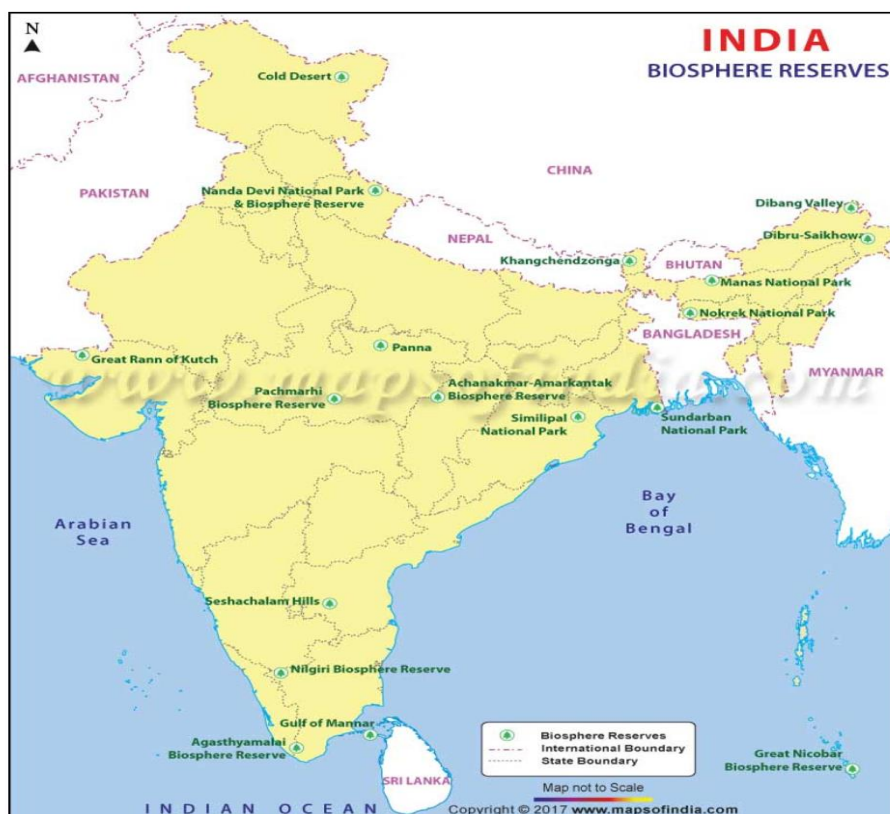 N
INDIA
BIOSPHERE RESERVES
AFGHANISTAN
Cold Desert
CHINA
PAKISTAN
Nanda Devi National Park
& Biosphere Reserve
Dibang Valley
Dibru-Saikhowa
NEPAL
Khangchendzonga
BHUTAN
Manas National Park
Nokrek National Park
BANGLADESH
Great Rann of Kutch
Panna
MYANMAR
www.mapsofindia.com
Pachmarhi
Biosphere Reserve
Achanakmar-Amarkantak
Biosphere Reserve
Similipal
National Park
Sundarban
National Park
Arabian
Sea
Bay
of
Bengal
Seshachalam Hills
Nilgiri Biosphere Reserve
Gulf of Mannar
Agasthyamalai
Biosphere Reserve
SRI LANKA
Biosphere Reserves
International Boundary
State Boundary
Great Nicobar
Biosphere Reserve
Map not to Scale
INDIAN OCEAN
Copyright © 2017 www.mapsofindia.com